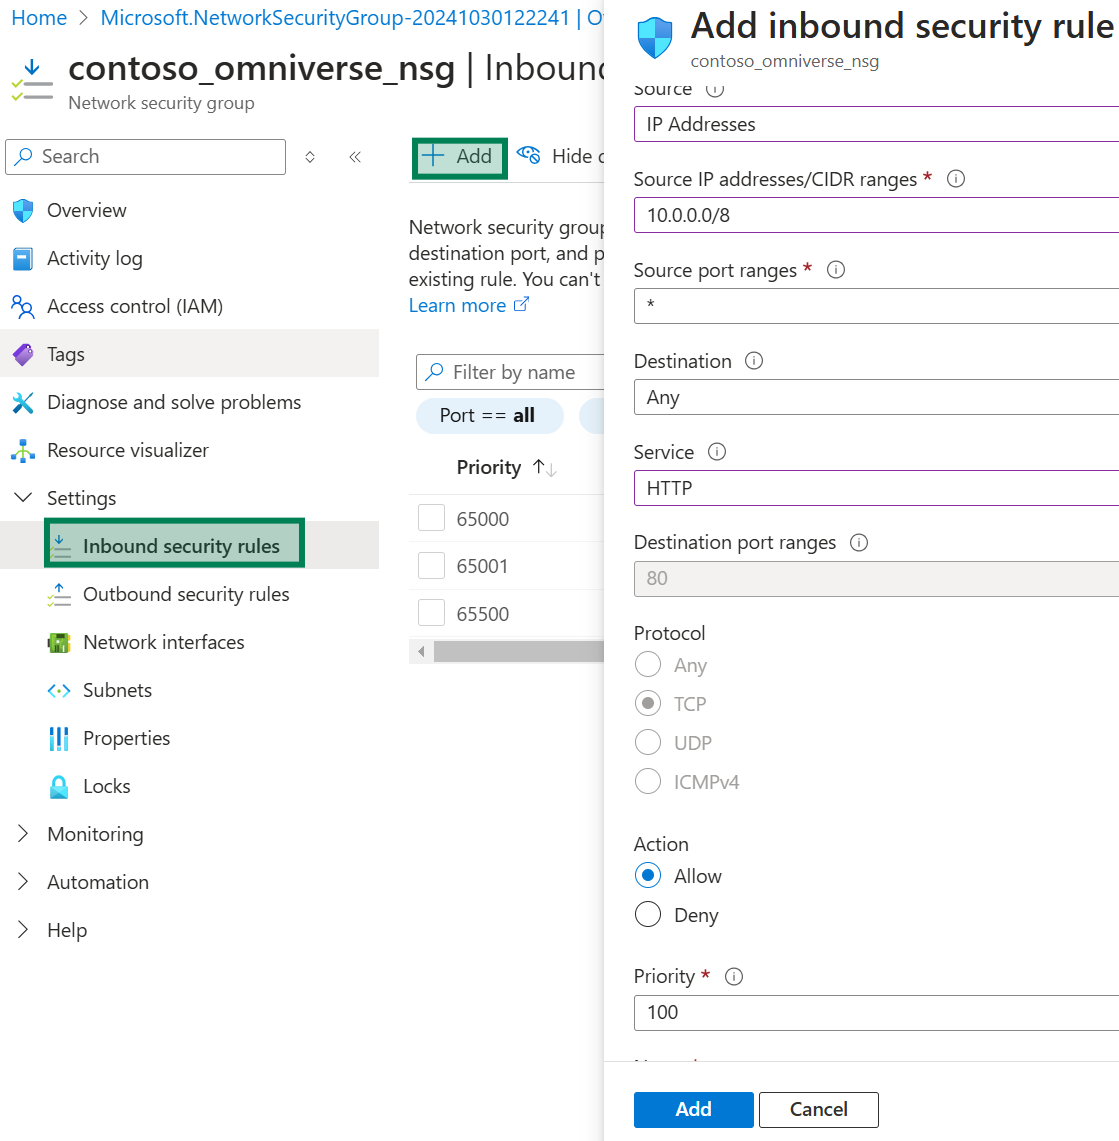 Home > Microsoft.NetworkSecurityGroup-20241030122241 |
contoso_omniverse_nsg | Inbound
Network security group
Search
Overview
Activity log
Access control (IAM)
Tags
Diagnose and solve problems
Resource visualizer
Settings
Inbound security rules
Outbound security rules
Network interfaces
Subnets
Properties
Locks
Monitoring
Automation
Help
+ Add
Hide
Network security group
destination port, and p
existing rule. You can't
Learn more
Filter by name
Port == all
Priority ↑↓
65000
65001
65500
Add inbound security rule
contoso_omniverse_nsg
Source
IP Addresses
Source IP addresses/CIDR ranges *
10.0.0.0/8
Source port ranges *
*
Destination
Any
Service
HTTP
Destination port ranges
80
Protocol
Any
TCP
UDP
ICMPv4
Action
Allow
Deny
Priority *
100
Add
Cancel